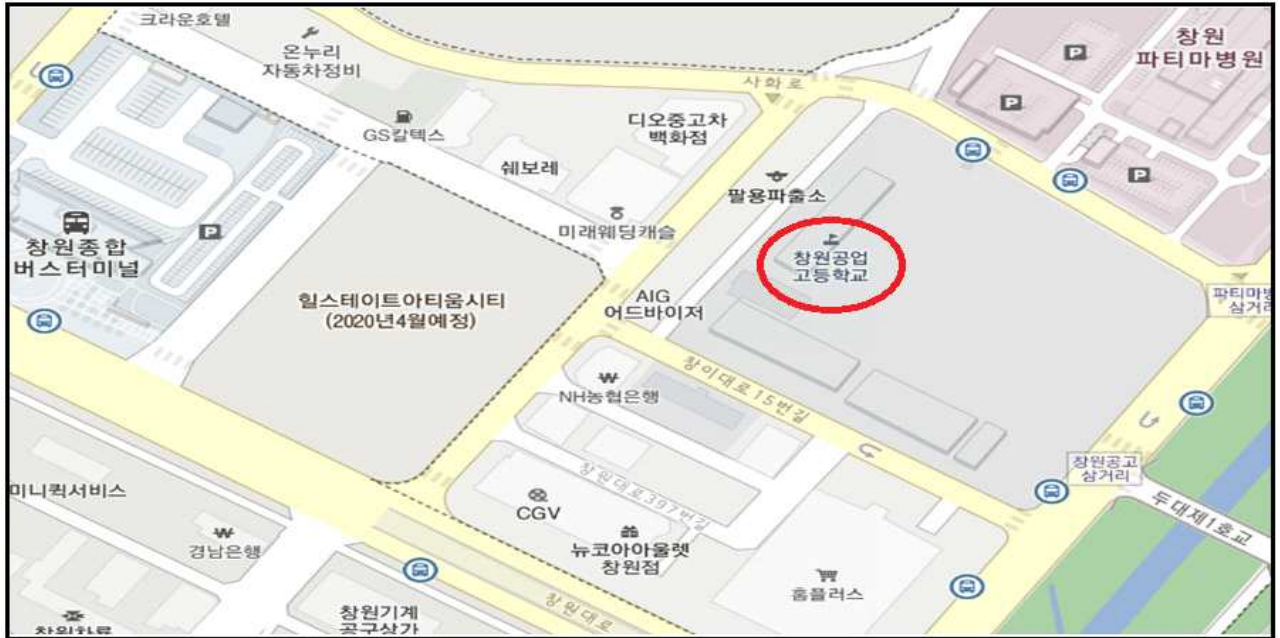 크라운호텔
온누리
자동차정비
GS칼텍스
쉐보레
디오중고차
백화점
미래웨딩캐슬
사화로
창원
파티마병원
P
P
P
팔용파출소
창원공업
고등학교
P
창원종합
버스터미널
힐스테이트아티움시티
(2020년4월예정)
AIG
어드바이저
삼거리
NH농협은행
창이대로15번길
창원공고
삼거리
두대제1호교
미니퀵서비스
경남은행
CGV
창원대로397번길
뉴코아아울렛
창원점
홈플러스
창원대로
창원기계
공구상가